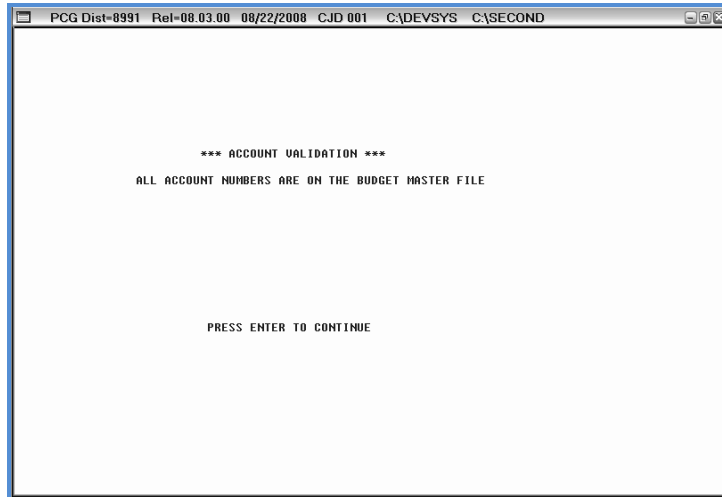 PCG Dist=8991 Rel=08.03.00 08/22/2008 CJD 001 C:\DEVSYS C:\SECOND
*** ACCOUNT VALIDATION ***
ALL ACCOUNT NUMBERS ARE ON THE BUDGET MASTER FILE
PRESS ENTER TO CONTINUE